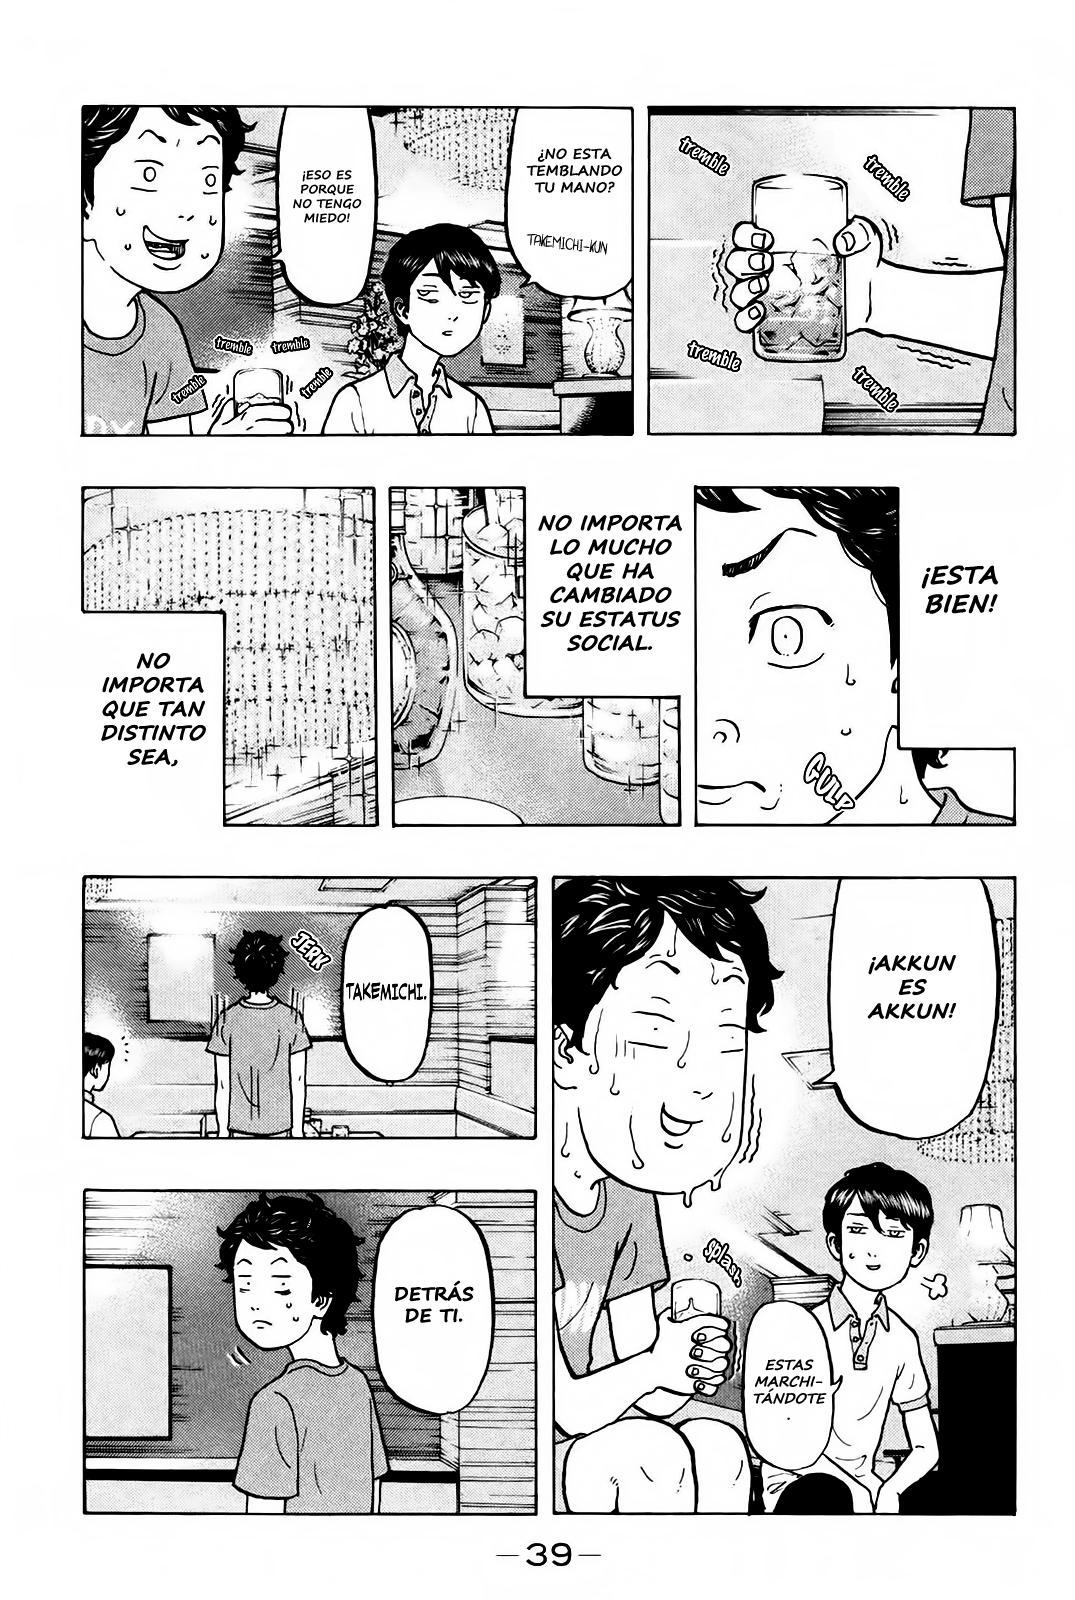 tremble
tremble
tremble
tremble
¿NO ESTA
TEMBLANDO
TU MANO?
TAKEMICHI-KUN
¡ESO ES
PORQUE
NO TENGO
MIEDO!
tremble
tremble
tremble
tremble
¡ESTA
BIEN!
GULP
NO IMPORTA
LO MUCHO
QUE HA
CAMBIADO
SU ESTATUS
SOCIAL.
NO
IMPORTA
QUE TAN
DISTINTO
SEA,
¡AKKUN
ES
AKKUN!
splash
ESTAS
MARCHI-
TÁNDOTE
.
TAKEMICHI.
JERK
DETRÁS
DE TI.
—39—